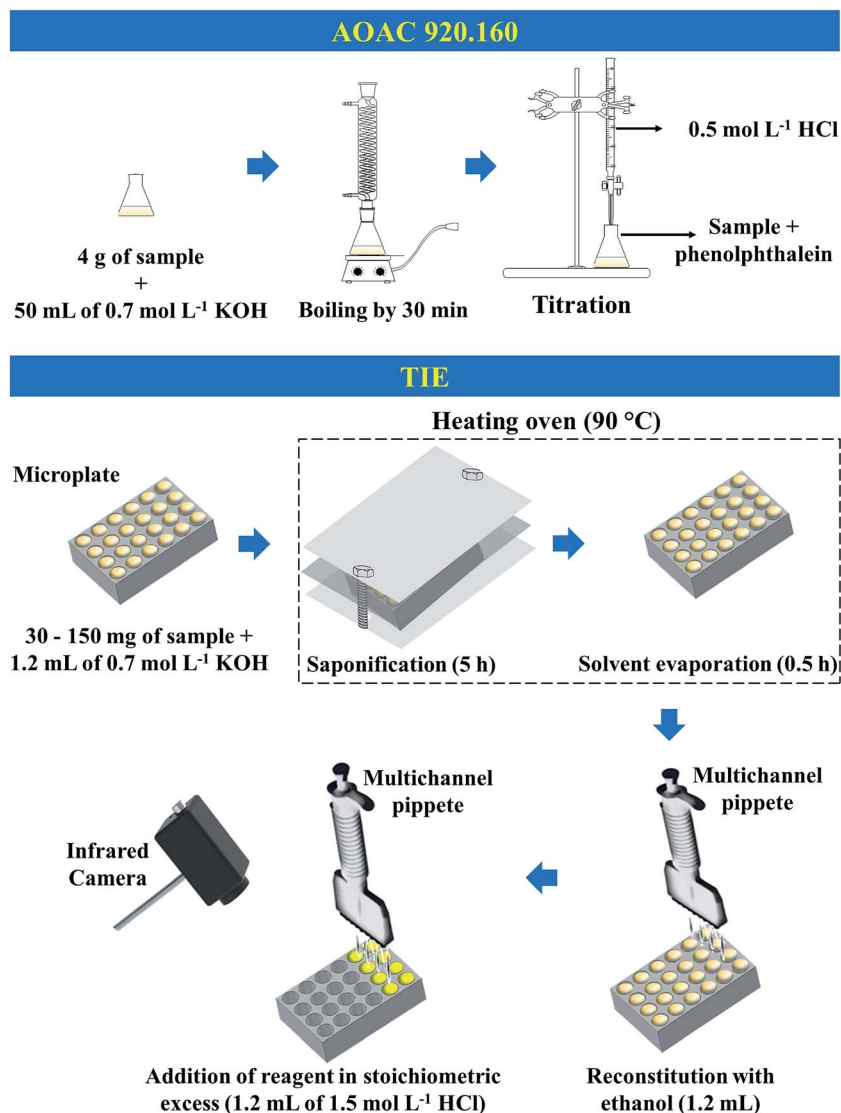 AOAC 920.160
0.5 mol L⁻¹ HCl
Sample +
phenolphthalein
4 g of sample
+
50 mL of 0.7 mol L⁻¹ KOH
Boiling by 30 min
Titration
TIE
Heating oven (90 °C)
Microplate
30 - 150 mg of sample +
1.2 mL of 0.7 mol L⁻¹ KOH
Saponification (5 h)
Solvent evaporation (0.5 h)
Multichannel
pippete
Multichannel
pippete
Infrared
Camera
Addition of reagent in stoichiometric
excess (1.2 mL of 1.5 mol L⁻¹ HCl)
Reconstitution with
ethanol (1.2 mL)